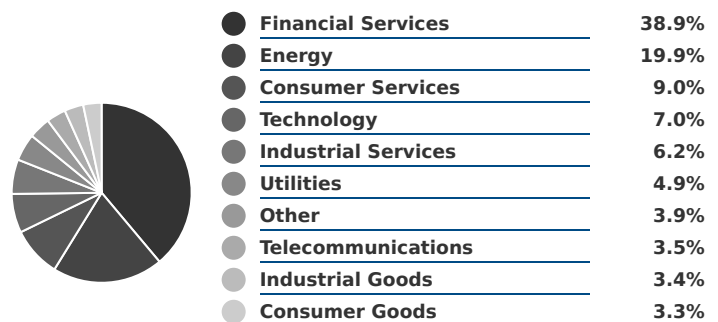 Financial Services 38.9%
Energy 19.9%
Consumer Services 9.0%
Technology 7.0%
Industrial Services 6.2%
Utilities 4.9%
Other 3.9%
Telecommunications 3.5%
Industrial Goods 3.4%
Consumer Goods 3.3%